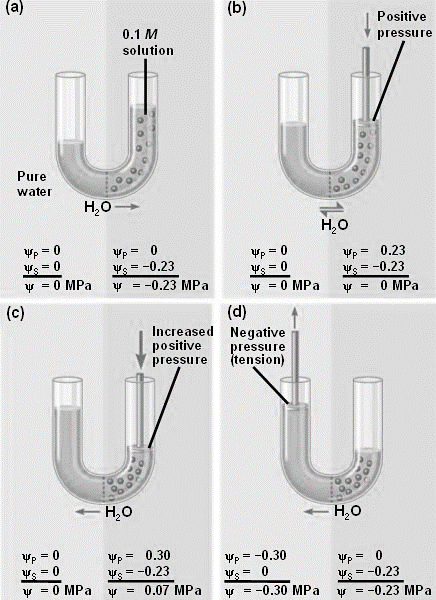 (a)
0.1 M
solution
Pure
water
H₂O
ψP = 0
ψS = 0
ψ = 0 MPa
ψP = 0
ψS = −0.23
ψ = −0.23 MPa
(b)
Positive
pressure
H₂O
ψP = 0
ψS = 0
ψ = 0 MPa
ψP = 0.23
ψS = −0.23
ψ = 0 MPa
(c)
Increased
positive
pressure
H₂O
ψP = 0
ψS = 0
ψ = 0 MPa
ψP = 0.30
ψS = −0.23
ψ = 0.07 MPa
(d)
Negative
pressure
(tension)
H₂O
ψP = −0.30
ψS = 0
ψ = −0.30 MPa
ψP = 0
ψS = −0.23
ψ = −0.23 MPa